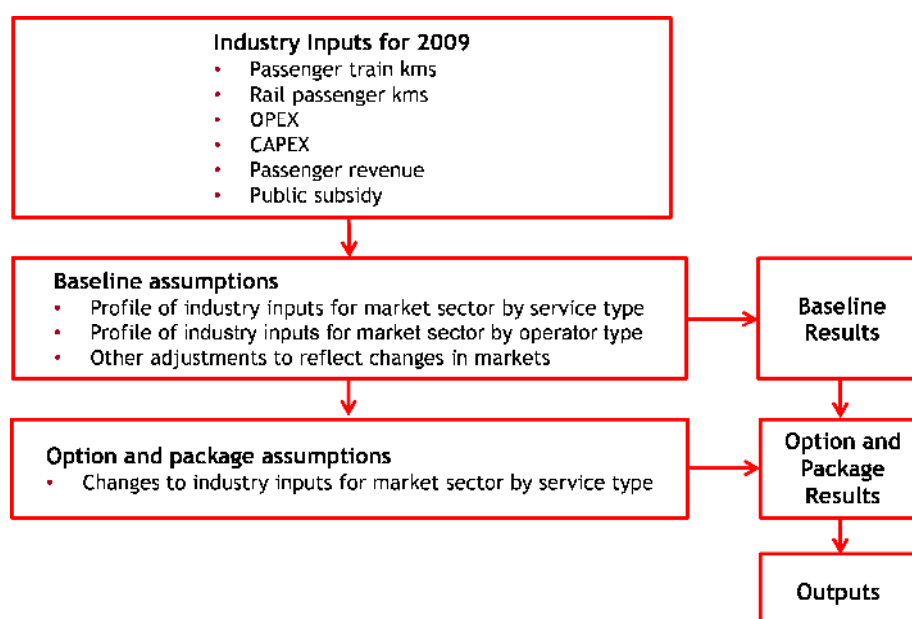 Industry Inputs for 2009
• Passenger train kms
• Rail passenger kms
• OPEX
• CAPEX
• Passenger revenue
• Public subsidy
Baseline assumptions
• Profile of industry inputs for market sector by service type
• Profile of industry inputs for market sector by operator type
• Other adjustments to reflect changes in markets
Baseline
Results
Option and package assumptions
• Changes to industry inputs for market sector by service type
Option and
Package
Results
Outputs